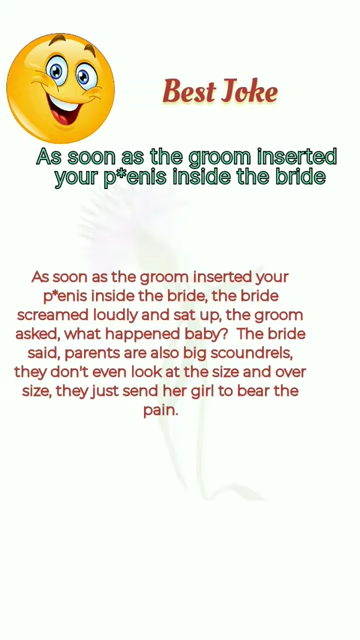 Best Joke
As soon as the groom inserted
your p*enis inside the bride
As soon as the groom inserted your
p*enis inside the bride, the bride
screamed loudly and sat up, the groom
asked, what happened baby? The bride
said, parents are also big scoundrels,
they don't even look at the size and over
size, they just send her girl to bear the
pain.